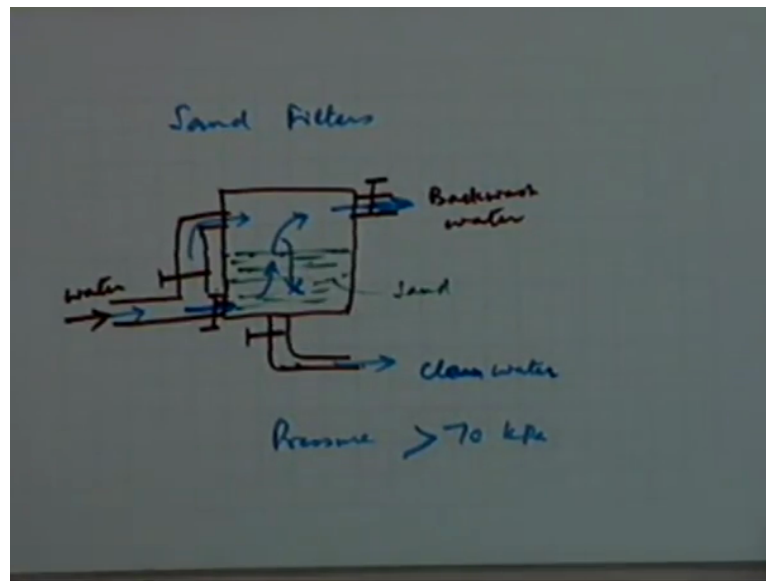 Sand Filters
Backwash
water
water
Sand
Clean water
Pressure > 70 kPa